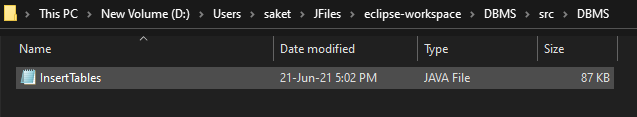 This PC > New Volume (D:) > Users > saket > JFiles > eclipse-workspace > DBMS > src > DBMS
Name Date modified Type Size
InsertTables 21-Jun-21 5:02 PM JAVA File 87 KB